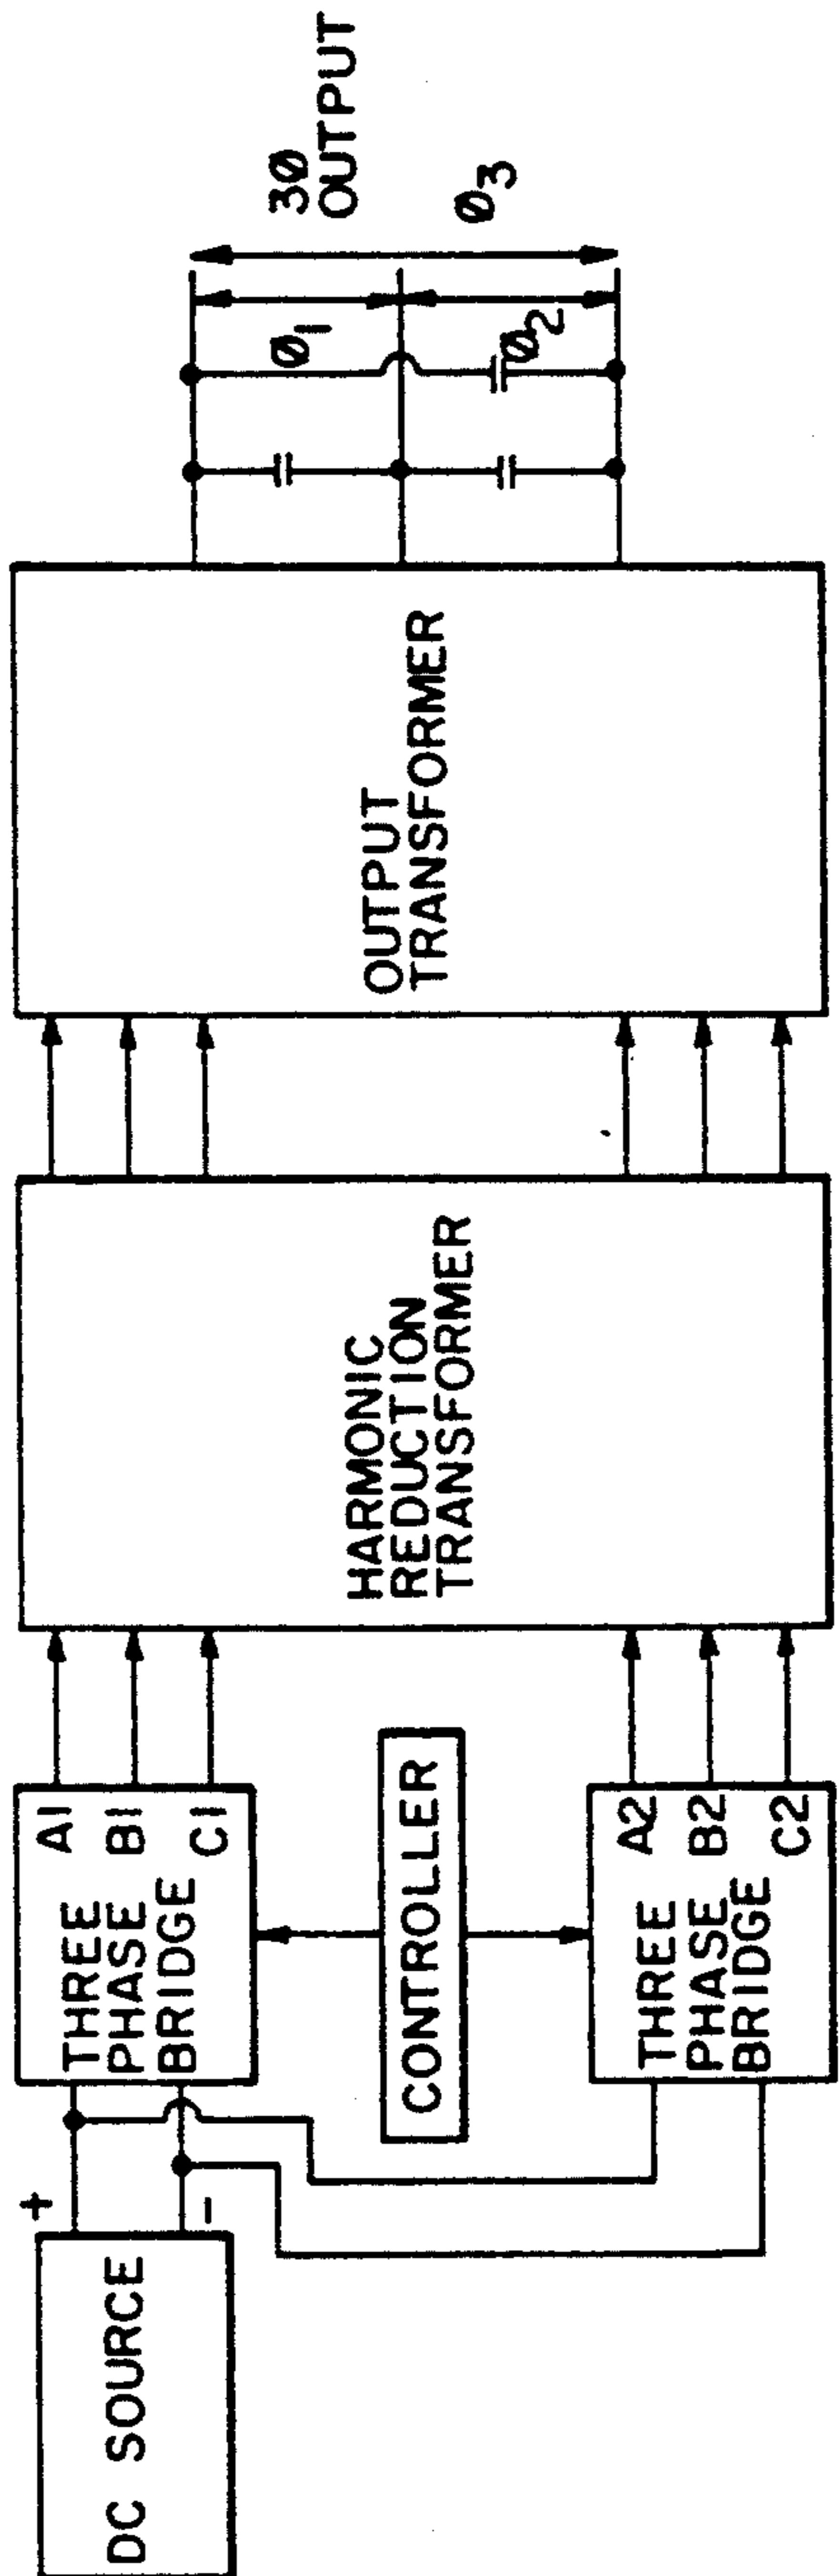 DC SOURCE
+
-
THREE
PHASE
BRIDGE
A1
B1
C1
CONTROLLER
THREE
PHASE
BRIDGE
A2
B2
C2
HARMONIC
REDUCTION
TRANSFORMER
OUTPUT
TRANSFORMER
Ø1
Ø2
3Ø
OUTPUT
Ø3